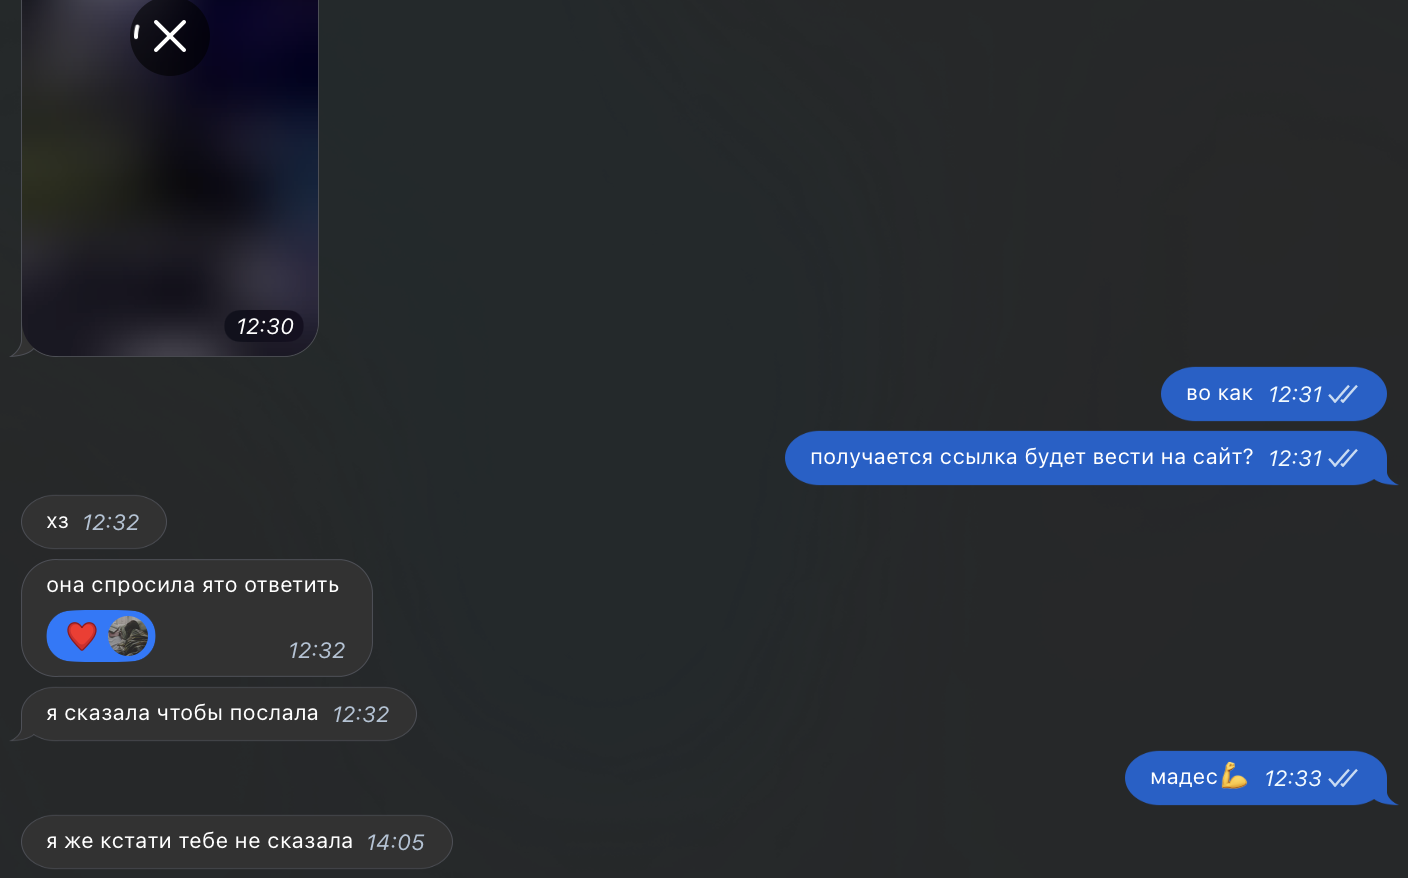 12:30
во как 12:31
получается ссылка будет вести на сайт? 12:31
хз 12:32
она спросила ято ответить
12:32
я сказала чтобы послала 12:32
мадес💪 12:33
я же кстати тебе не сказала 14:05